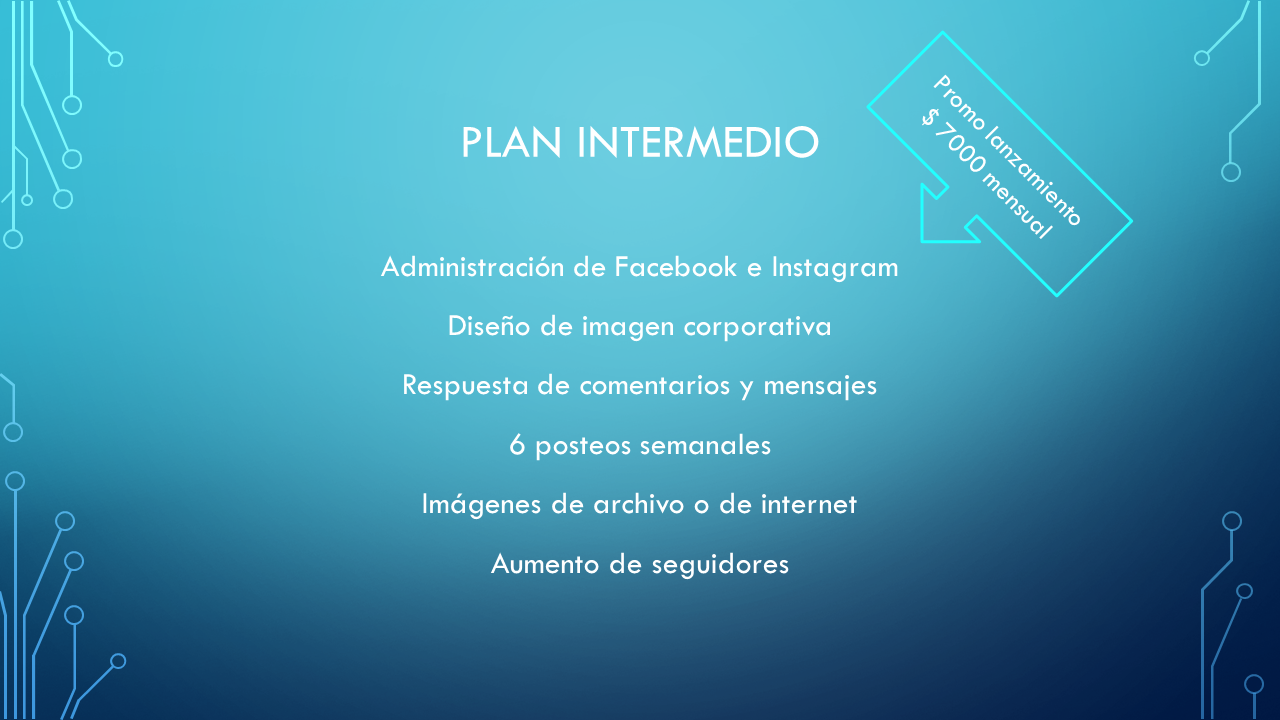 PLAN INTERMEDIO
Promo lanzamiento
$ 7000 mensual
Administración de Facebook e Instagram
Diseño de imagen corporativa
Respuesta de comentarios y mensajes
6 posteos semanales
Imágenes de archivo o de internet
Aumento de seguidores